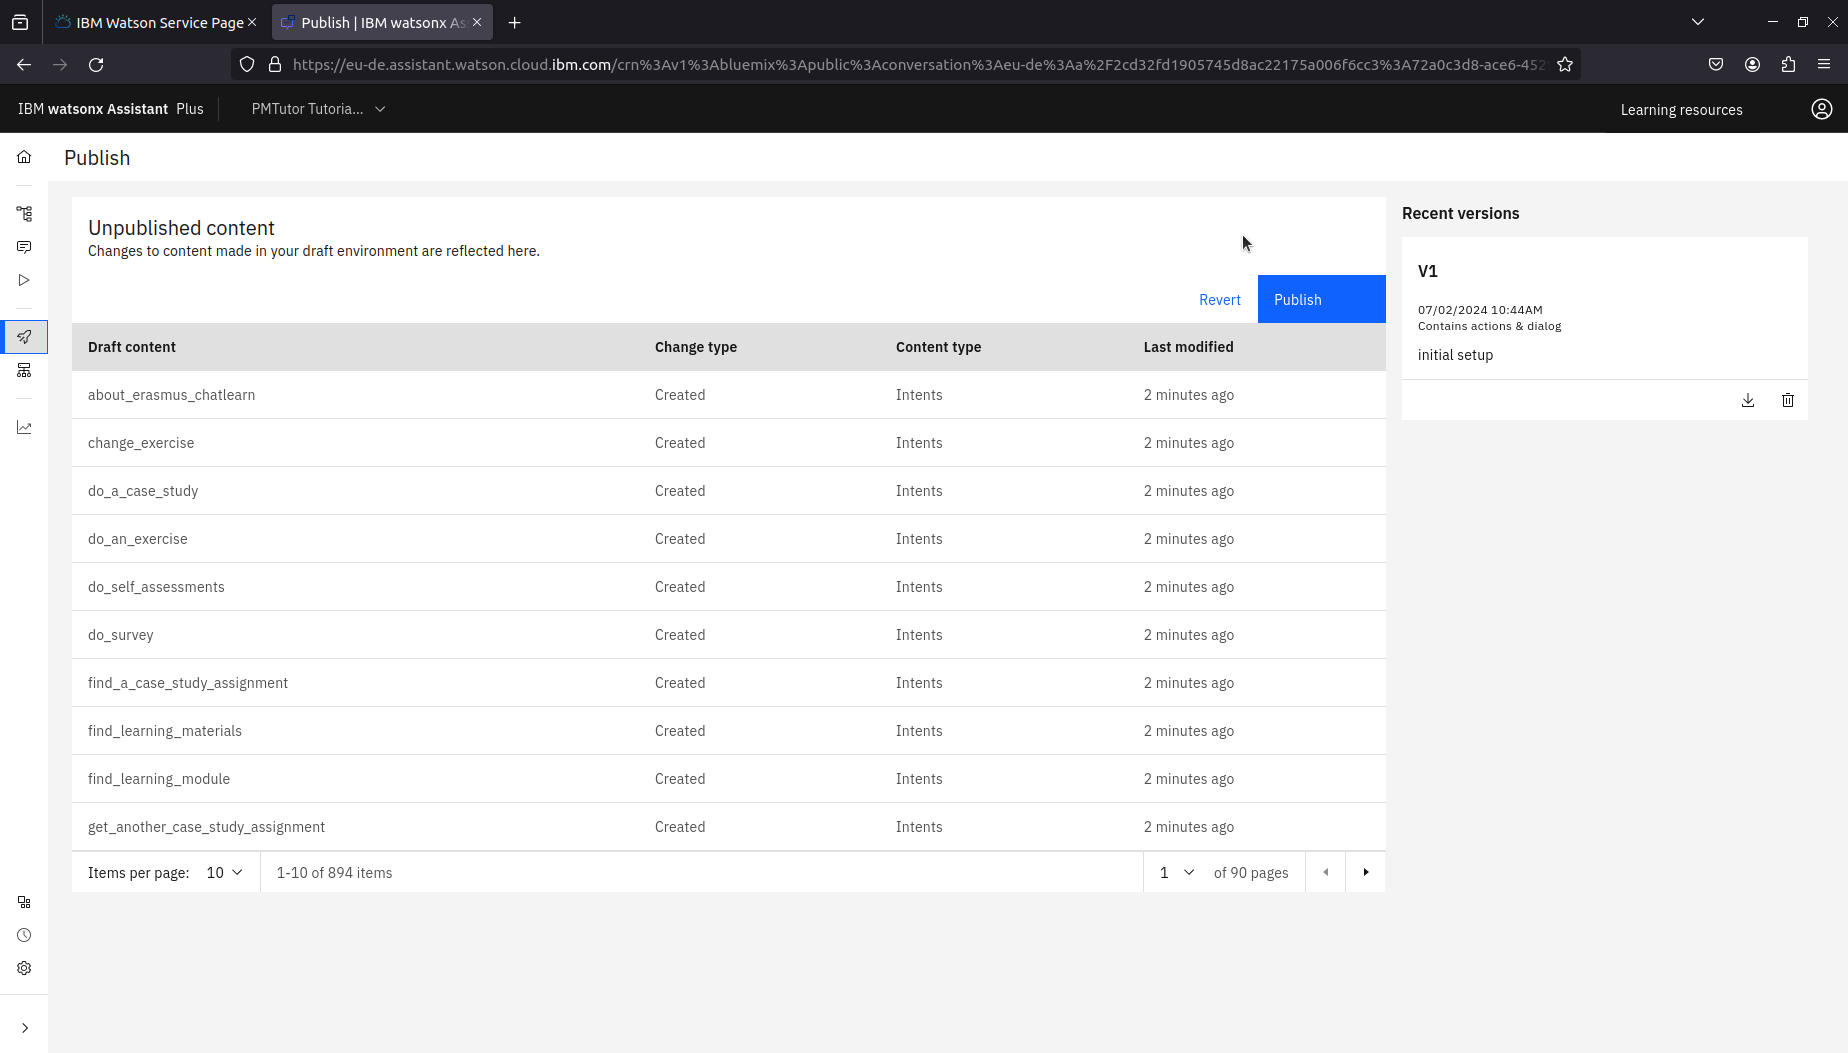 IBM Watson Service Page
Publish | IBM watsonx As
https://eu-de.assistant.watson.cloud.ibm.com/crn%3Av1%3Abluemix%3Apublic%3Aconversation%3Aeu-de%3Aa%2F2cd32fd1905745d8ac22175a006f6cc3%3A72a0c3d8-ace6-452
IBM watsonx Assistant Plus
PMTutor Tutoria...
Learning resources
Publish
Unpublished content
Changes to content made in your draft environment are reflected here.
Revert
Publish
Draft content Change type Content type Last modified
about_erasmus_chatlearn Created Intents 2 minutes ago
change_exercise Created Intents 2 minutes ago
do_a_case_study Created Intents 2 minutes ago
do_an_exercise Created Intents 2 minutes ago
do_self_assessments Created Intents 2 minutes ago
do_survey Created Intents 2 minutes ago
find_a_case_study_assignment Created Intents 2 minutes ago
find_learning_materials Created Intents 2 minutes ago
find_learning_module Created Intents 2 minutes ago
get_another_case_study_assignment Created Intents 2 minutes ago
Items per page: 10 1-10 of 894 items 1 of 90 pages
Recent versions
V1
07/02/2024 10:44AM
Contains actions & dialog
initial setup